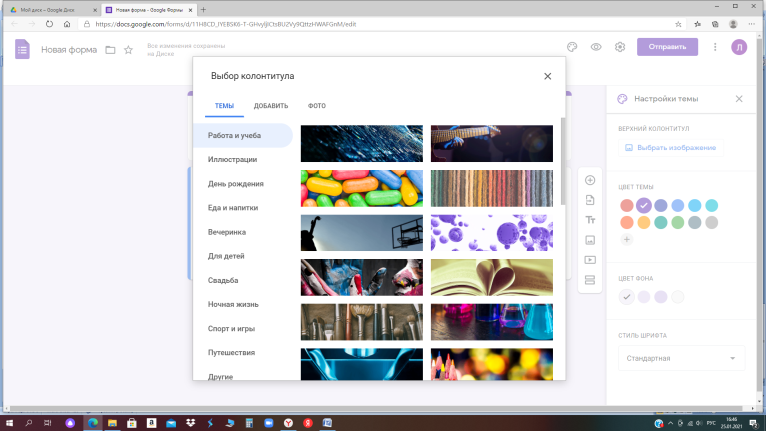 Мой диск – Google Диск
Новая форма - Google Формы
https://docs.google.com/forms/d/
/edit
Новая форма
Все изменения сохранены
на Диске
Отправить
Л
Выбор колонтитула
ТЕМЫ
ДОБАВИТЬ
ФОТО
Работа и учеба
Иллюстрации
День рождения
Еда и напитки
Вечеринка
Для детей
Свадьба
Ночная жизнь
Спорт и игры
Путешествия
Другие
Настройки темы
ВЕРХНИЙ КОЛОНТИТУЛ
Выбрать изображение
ЦВЕТ ТЕМЫ
ЦВЕТ ФОНА
СТИЛЬ ШРИФТА
Стандартная
РУС
16:46
25.01.2021